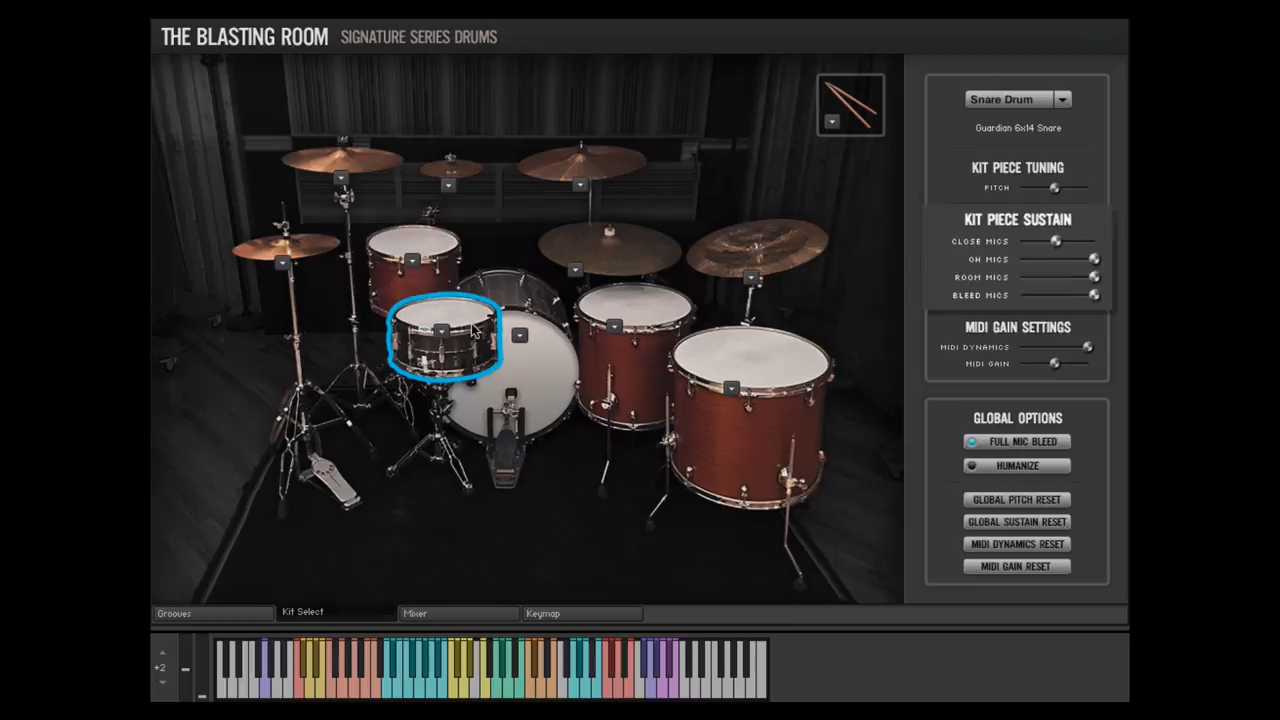 THE BLASTING ROOM SIGNATURE SERIES DRUMS
Snare Drum
Guardian 6x14 Snare
KIT PIECE TUNING
PITCH
KIT PIECE SUSTAIN
CLOSE MICS
OH MICS
ROOM MICS
BLEED MICS
MIDI GAIN SETTINGS
MIDI DYNAMICS
MIDI GAIN
GLOBAL OPTIONS
FULL MIC BLEED
HUMANIZE
GLOBAL PITCH RESET
GLOBAL SUSTAIN RESET
MIDI DYNAMICS RESET
MIDI GAIN RESET
Grooves Kit Select Mixer Keymap
+2